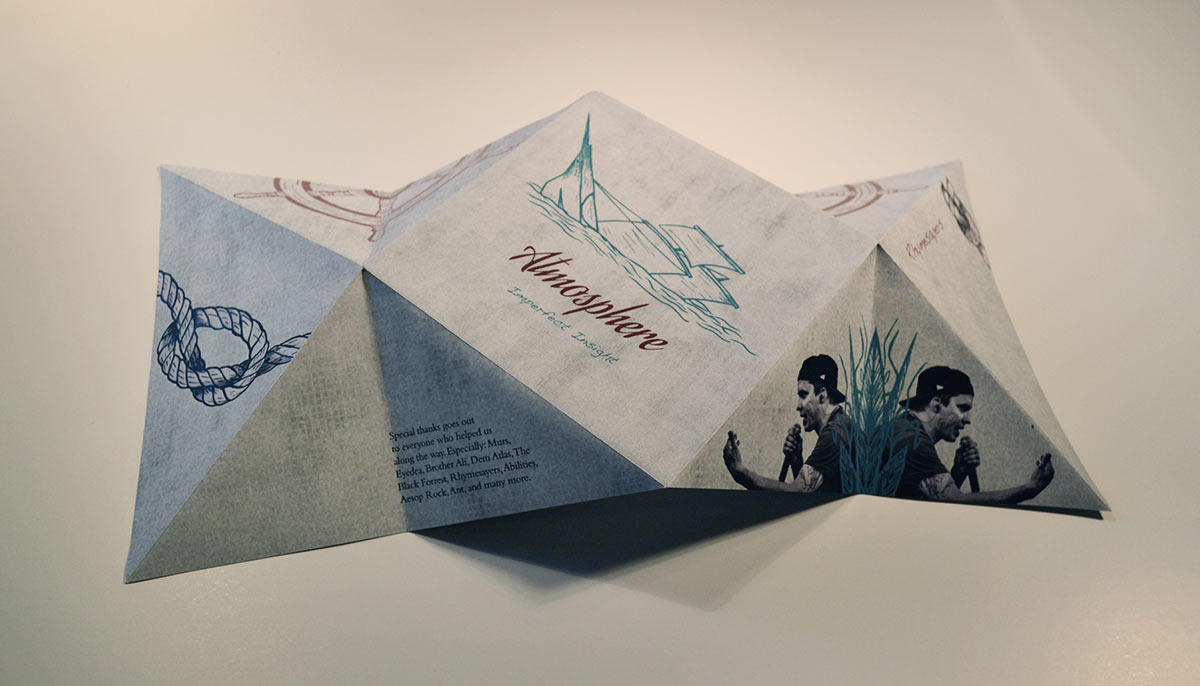 Atmosphere
Imperfect Insight
Rhymesayers
Special thanks goes out
to everyone who helped us
along the way. Especially: Murs,
Eyedea, Brother Ali, Dem Atlas, The
Black Forrest, Rhymesayers, Abilities,
Aesop Rock, Ant, and many more.